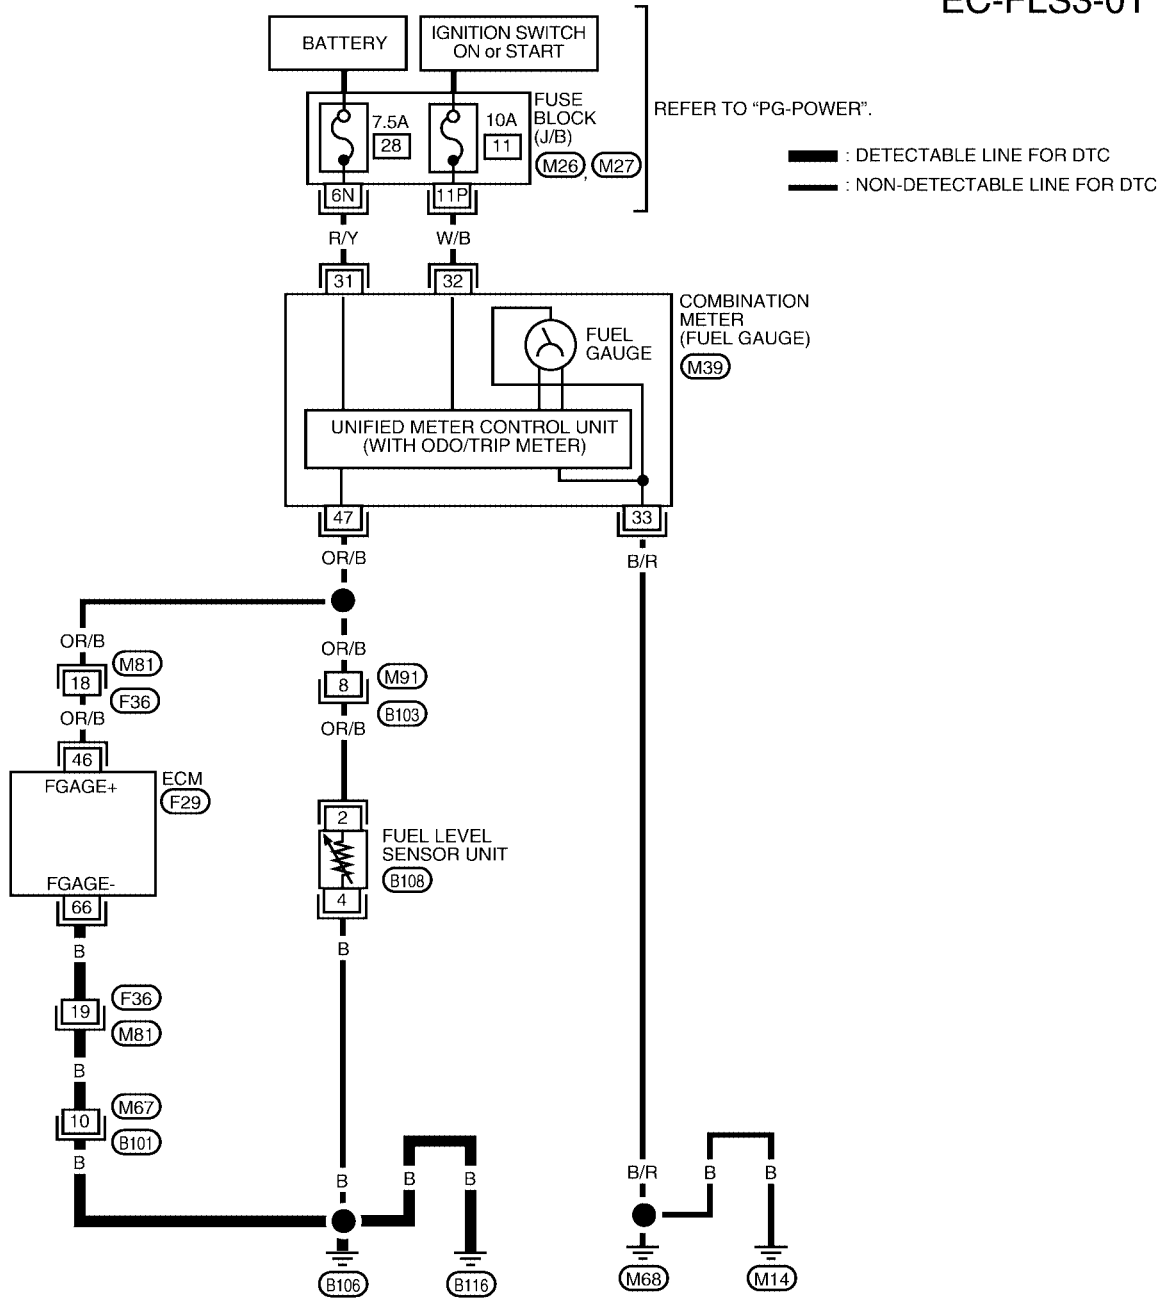 EC-FLS3-01
BATTERY
IGNITION SWITCH
ON or START
FUSE
BLOCK
(J/B)
REFER TO “PG-POWER”.
7.5A
28
10A
11
M26 , M27
: DETECTABLE LINE FOR DTC
: NON-DETECTABLE LINE FOR DTC
6N
11P
R/Y
W/B
31
32
COMBINATION
METER
(FUEL GAUGE)
M39
FUEL
GAUGE
UNIFIED METER CONTROL UNIT
(WITH ODO/TRIP METER)
47
33
OR/B
B/R
OR/B
M81
18
F36
OR/B
OR/B
M91
8
B103
OR/B
46
FGAGE+
ECM
F29
FGAGE-
66
2
FUEL LEVEL
SENSOR UNIT
B108
4
B
B
F36
19
M81
B
M67
10
B101
B
B
B
B
B/R
B
B
B106
B116
M68
M14